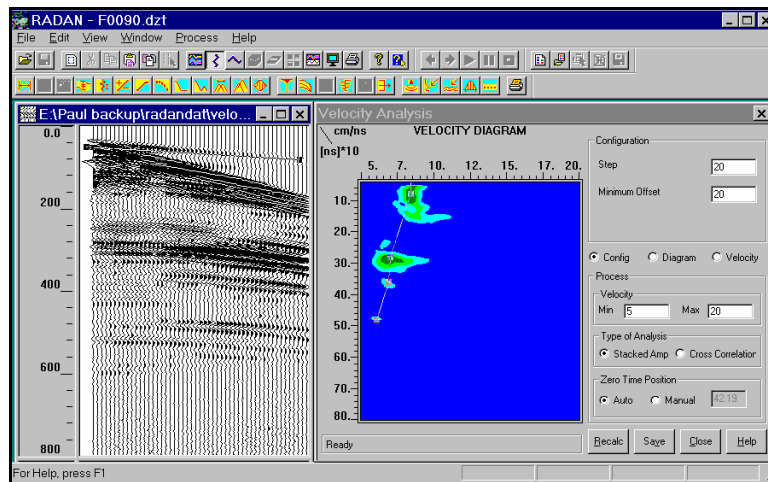 RADAN - F0090.dzt
File Edit View Window Process Help
E:\Paul backup\radandat\velo...
0.0
200
400
600
800
Velocity Analysis
cm/ns VELOCITY DIAGRAM
[ns]*10
5. 7. 10. 12. 15. 17. 20.
10.
20.
30.
40.
50.
60.
70.
80.
Ready
Configuration
Step 20
Minimum Offset 20
Config Diagram Velocity
Process
Velocity
Min 5 Max 20
Type of Analysis
Stacked Amp Cross Correlatior
Zero Time Position
Auto Manual 42.19
Recalc Save Close Help
For Help, press F1